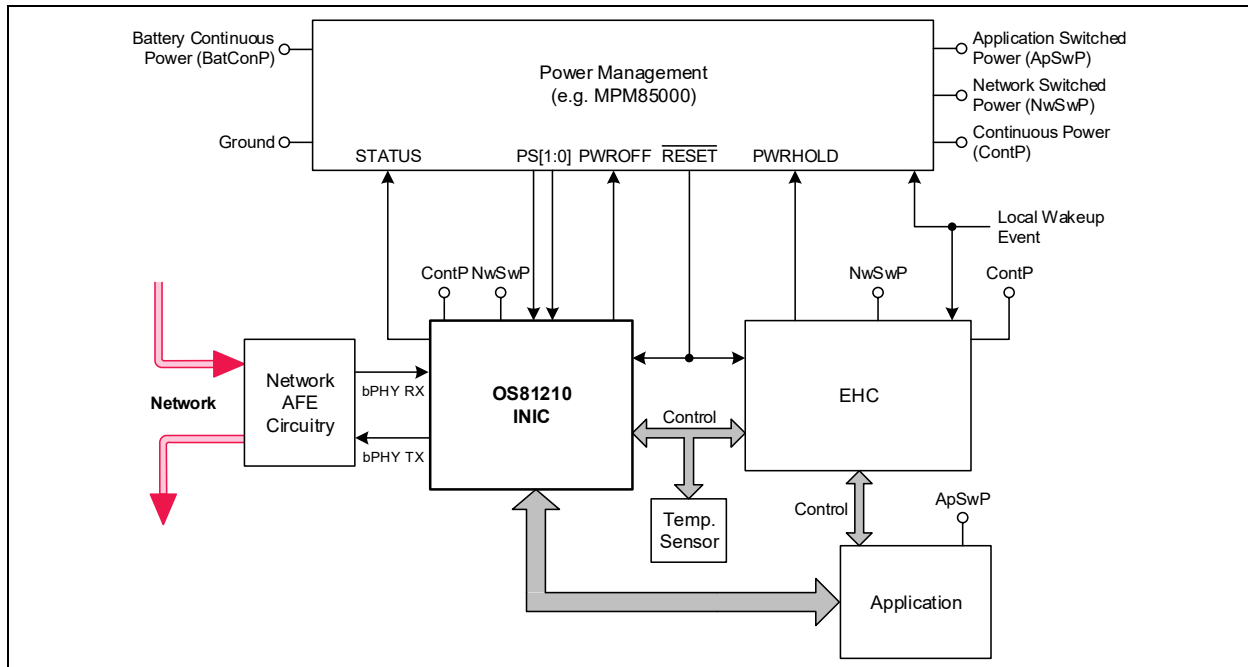 Battery Continuous
Power (BatConP)
Ground
Power Management
(e.g. MPM85000)
STATUS
PS[1:0]
PWROFF
RESET
PWRHOLD
Application Switched
Power (ApSwP)
Network Switched
Power (NwSwP)
Continuous Power
(ContP)
Local Wakeup
Event
ContP
NwSwP
NwSwP
ContP
Network
Network
AFE
Circuitry
bPHY RX
bPHY TX
OS81210
INIC
Control
EHC
Temp.
Sensor
Control
ApSwP
Application